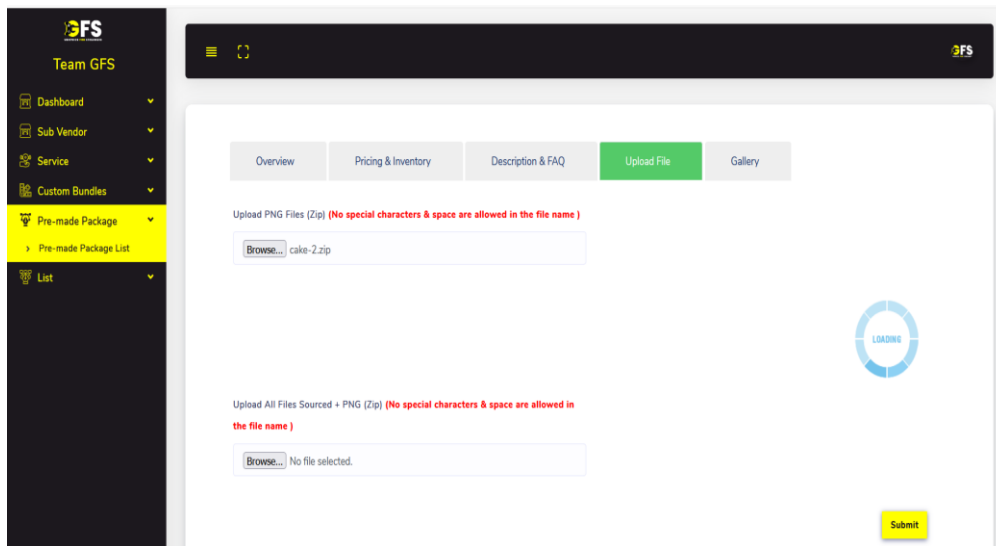 GFS
Team GFS
Dashboard
Sub Vendor
Service
Custom Bundles
Pre-made Package
Pre-made Package List
List
GFS
Overview
Pricing & Inventory
Description & FAQ
Upload File
Gallery
Upload PNG Files (Zip) (No special characters & space are allowed in the file name )
Browse... cake-2.zip
LOADING
Upload All Files Sourced + PNG (Zip) (No special characters & space are allowed in
the file name )
Browse... No file selected.
Submit